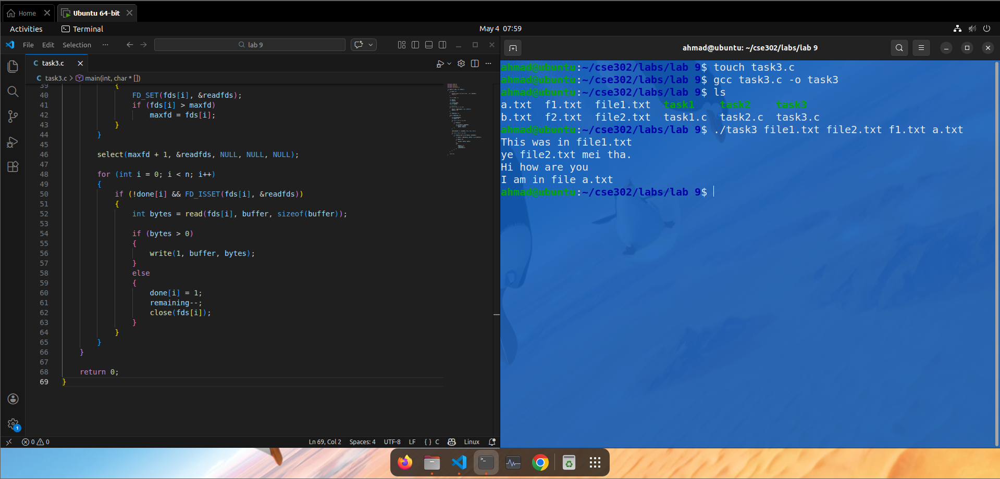 Home
Ubuntu 64-bit
Activities
Terminal
May 4 07:59
File Edit Selection ···
lab 9
task3.c
C task3.c > main(int, char * [])
39 {
40 FD_SET(fds[i], &readfds);
41 if (fds[i] > maxfd)
42 maxfd = fds[i];
43 }
44 }
45
46 select(maxfd + 1, &readfds, NULL, NULL, NULL);
47
48 for (int i = 0; i < n; i++)
49 {
50 if (!done[i] && FD_ISSET(fds[i], &readfds))
51 {
52 int bytes = read(fds[i], buffer, sizeof(buffer));
53
54 if (bytes > 0)
55 {
56 write(1, buffer, bytes);
57 }
58 else
59 {
60 done[i] = 1;
61 remaining--;
62 close(fds[i]);
63 }
64 }
65 }
66 }
67
68 return 0;
69 }
1
0 0
Ln 69, Col 2 Spaces: 4 UTF-8 LF { } C Linux
ahmad@ubuntu: ~/cse302/labs/lab 9
ahmad@ubuntu:~/cse302/labs/lab 9$ touch task3.c
ahmad@ubuntu:~/cse302/labs/lab 9$ gcc task3.c -o task3
ahmad@ubuntu:~/cse302/labs/lab 9$ ls
a.txt f1.txt file1.txt task1 task2 task3
b.txt f2.txt file2.txt task1.c task2.c task3.c
ahmad@ubuntu:~/cse302/labs/lab 9$ ./task3 file1.txt file2.txt f1.txt a.txt
This was in file1.txt
ye file2.txt mei tha.
Hi how are you
I am in file a.txt
ahmad@ubuntu:~/cse302/labs/lab 9$